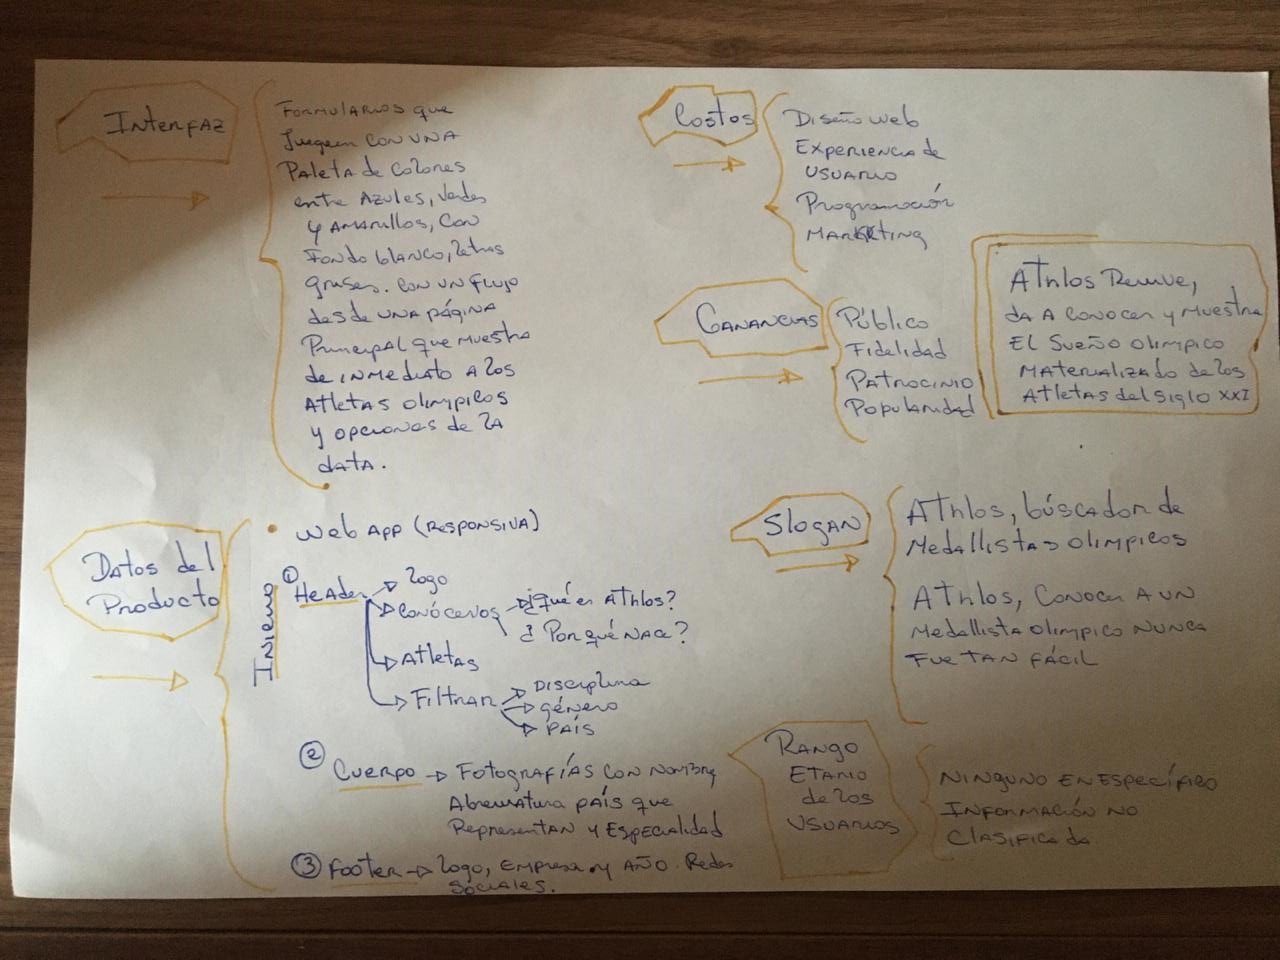 Interfaz
Formularios que
jueguen con una
Paleta de colores
entre Azules, verdes
y Amarillos, con
Fondo blanco, letras
gruesas. con un flujo
desde una página
Principal que muestra
de inmediato a los
Atletas olímpicos
y opciones de la
data.
Costos
Diseño web
Experiencia de
usuario
Programación
Marketing
Ganancias
Público
Fidelidad
Patrocinio
Popularidad
Athlos
da a conocer y muestra
El Sueño olímpico
materializado de los
Atletas del siglo XXI
Slogan
Athlos, búscador de
Medallistas olimpicos
Athlos, Conocer a un
Medallista olímpico nunca
fue tan fácil
Datos del
Producto
• Web App (Responsiva)
① Header → logo
→ Conócenos → ¿Qué es Athlos?
¿Por qué nace?
→ Atletas
→ Filtrar → Disciplina
→ género
→ País
② Cuerpo → Fotografías con nombre
Abreviatura país que
Representan y Especialidad
③ Footer → logo, Empresa y Año. Redes
sociales.
Rango
Etario
de los
usuarios
Ninguno en específico
Información no
Clasificada